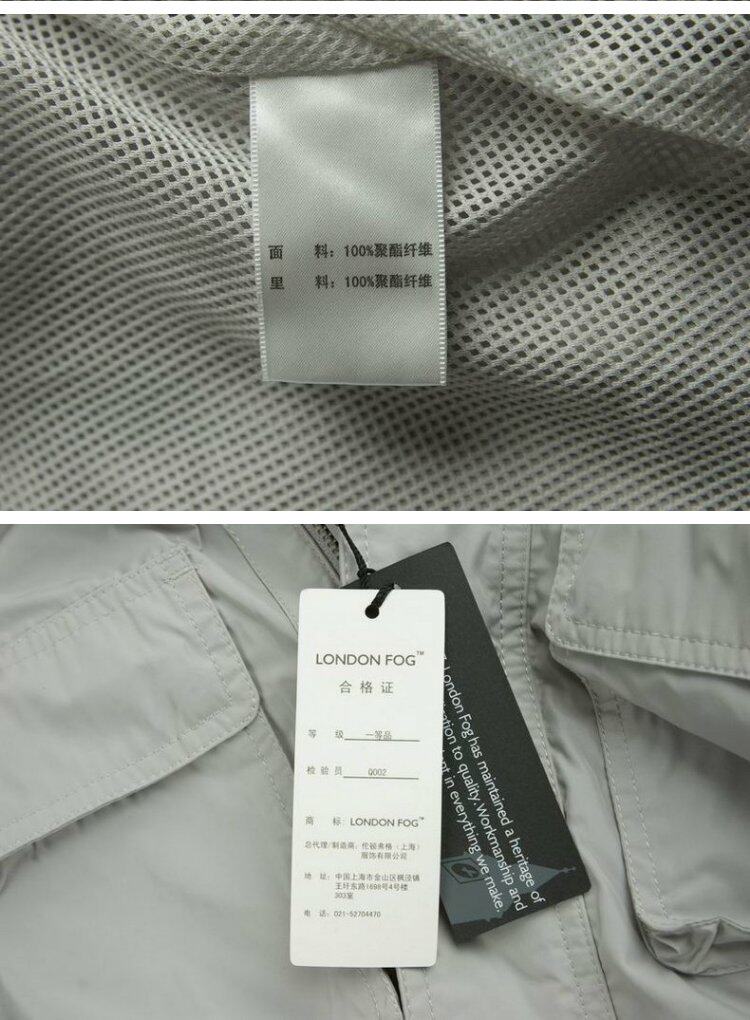 面 料：100%聚酯纤维
里 料：100%聚酯纤维
LONDON FOG™
合格证
等 级 一等品
检验员 Q002
商 标：LONDON FOG™
总代理/制造商：伦锐弗格（上海）
服饰有限公司
地 址：中国上海市金山区枫泾镇
王圩东路1698号4号楼
303室
电 话：021-52704470
London Fog has maintained a heritage of
to quality. Workmanship and
in everything we make.